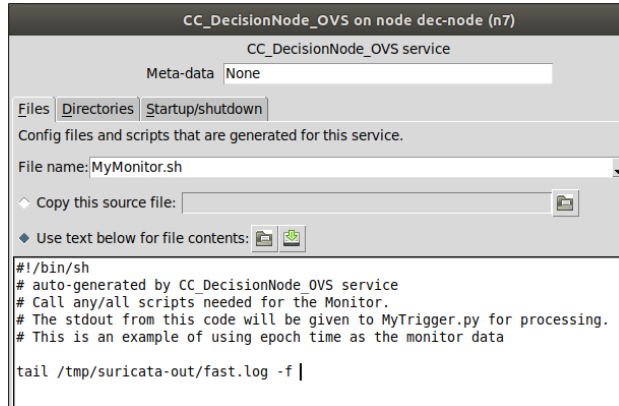 CC_DecisionNode_OVS on node dec-node (n7)
CC_DecisionNode_OVS service
Meta-data None
Files Directories Startup/shutdown
Config files and scripts that are generated for this service.
File name: MyMonitor.sh
Copy this source file:
Use text below for file contents:
#!/bin/sh
# auto-generated by CC_DecisionNode_OVS service
# Call any/all scripts needed for the Monitor.
# The stdout from this code will be given to MyTrigger.py for processing.
# This is an example of using epoch time as the monitor data
tail /tmp/suricata-out/fast.log -f